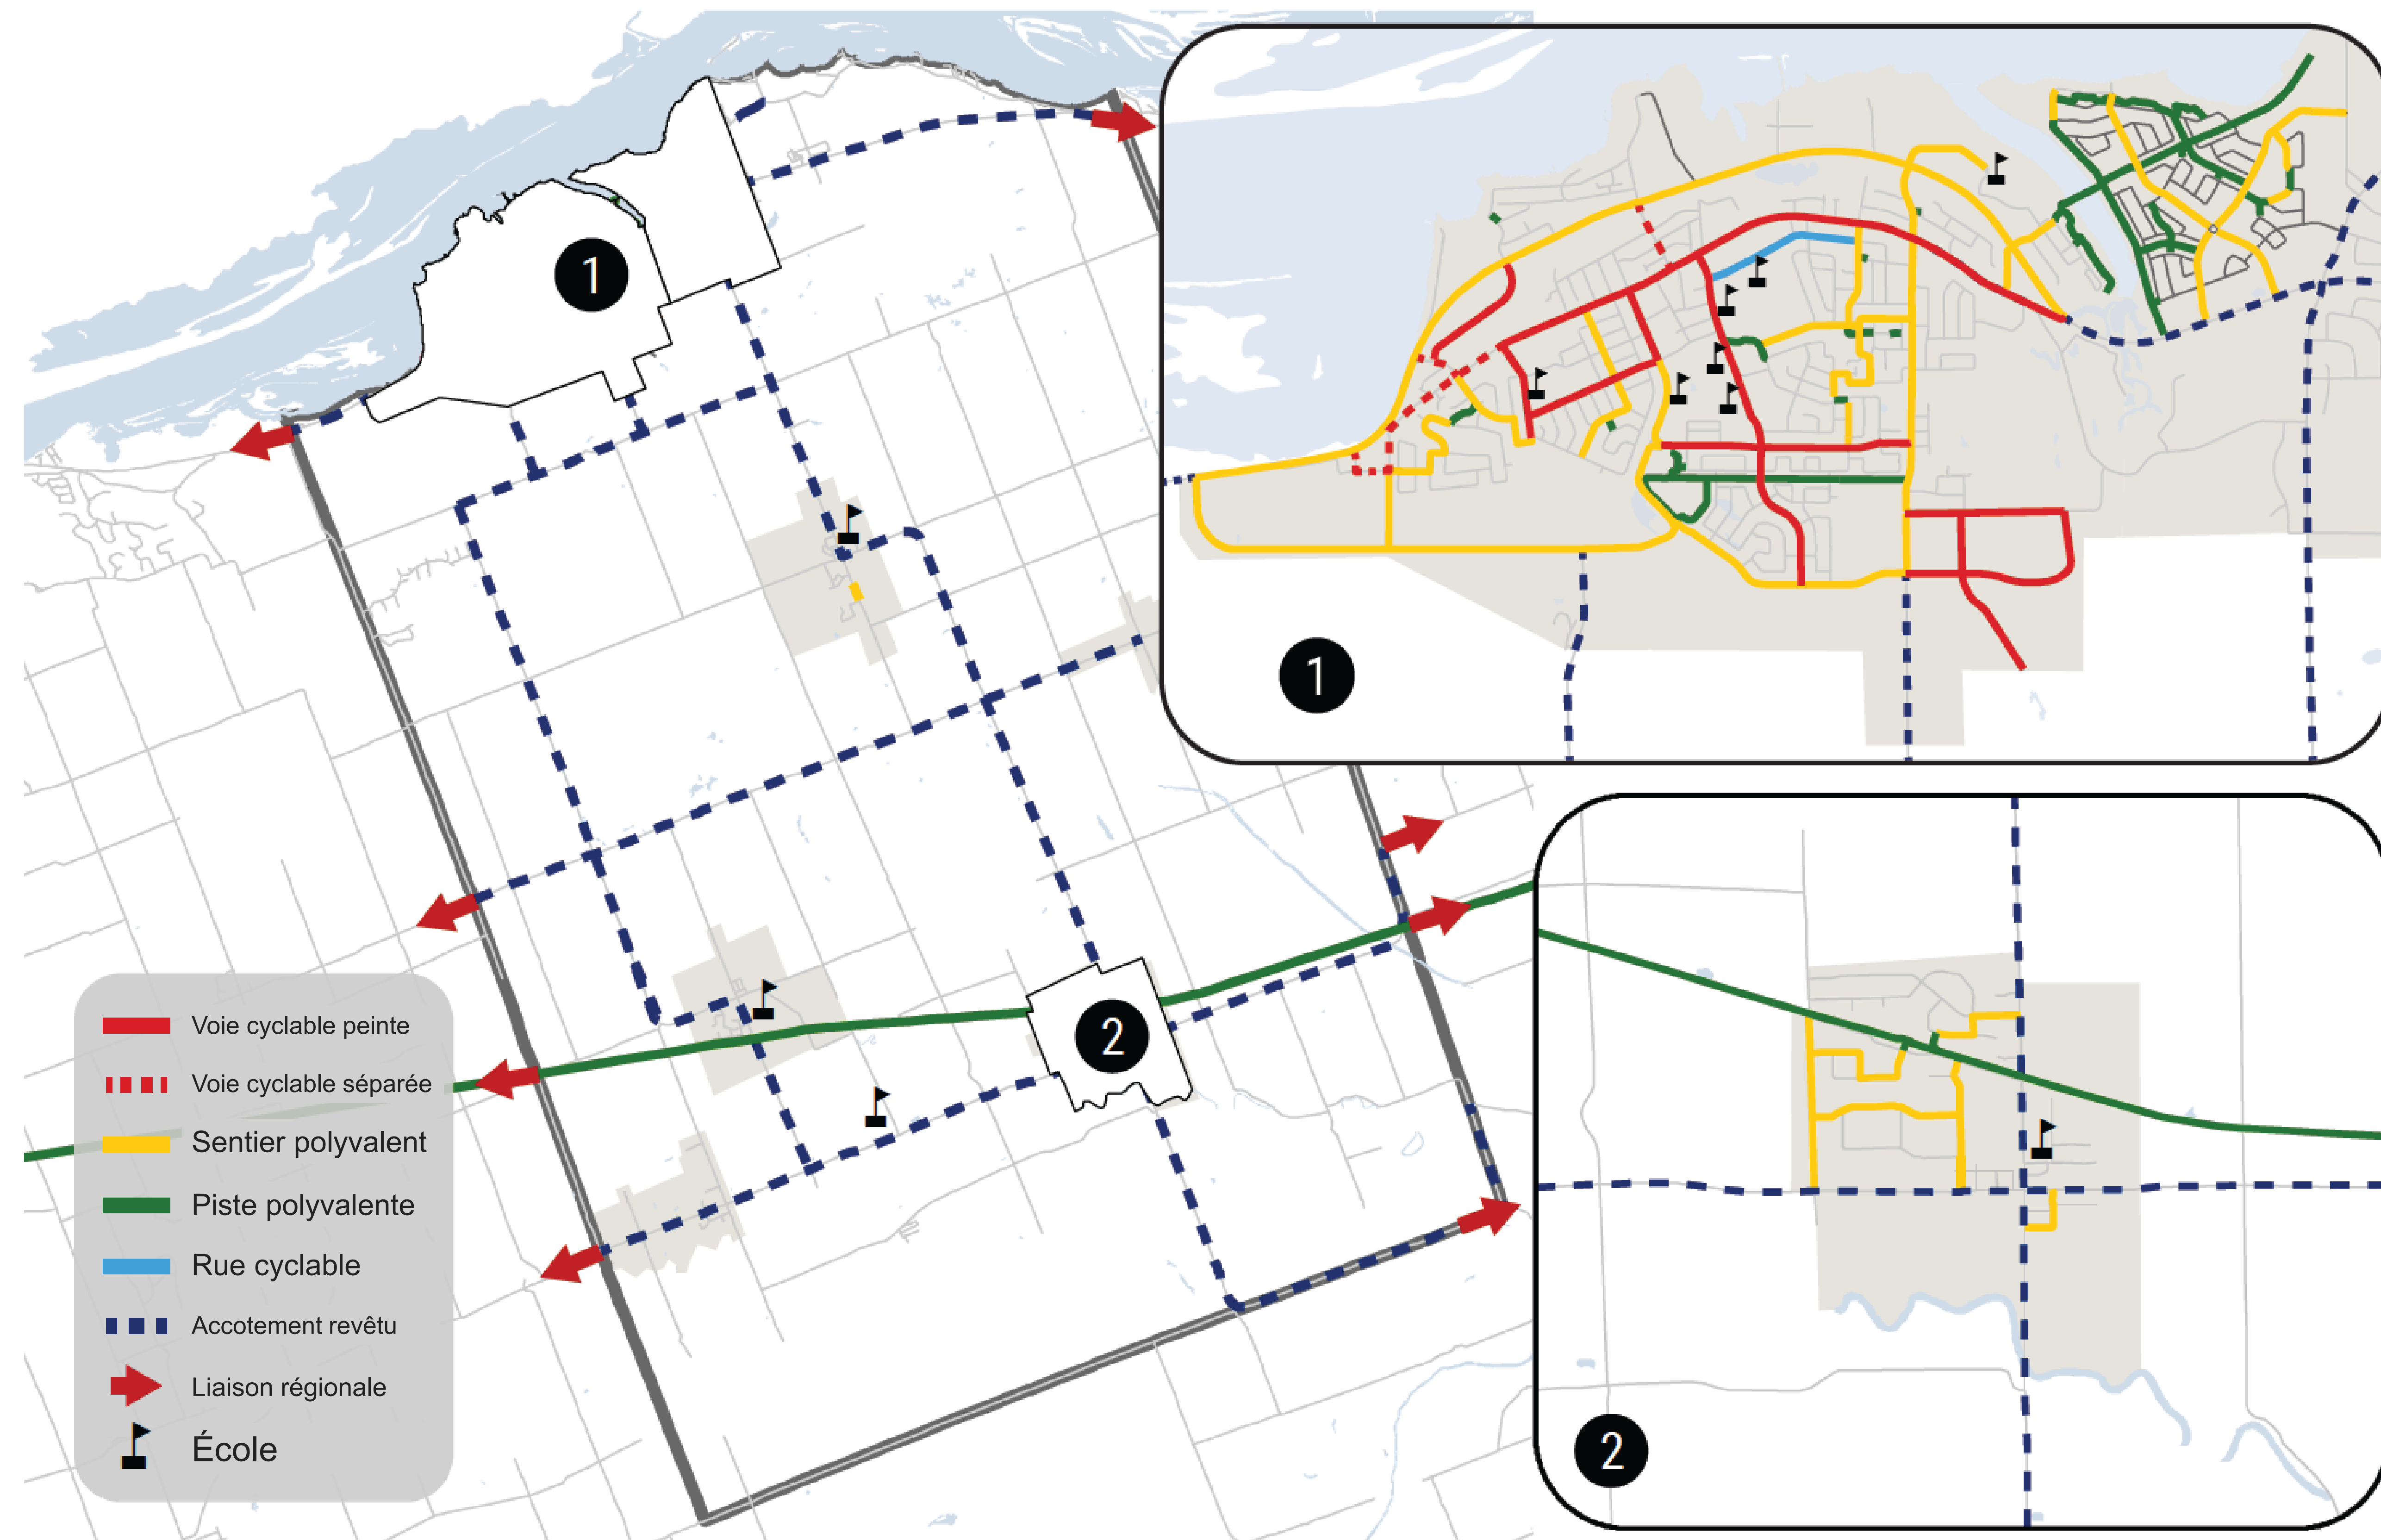 1
1
2
2
Voie cyclable peinte
Voie cyclable séparée
Sentier polyvalent
Piste polyvalente
Rue cyclable
Accotement revêtu
Liaison régionale
École